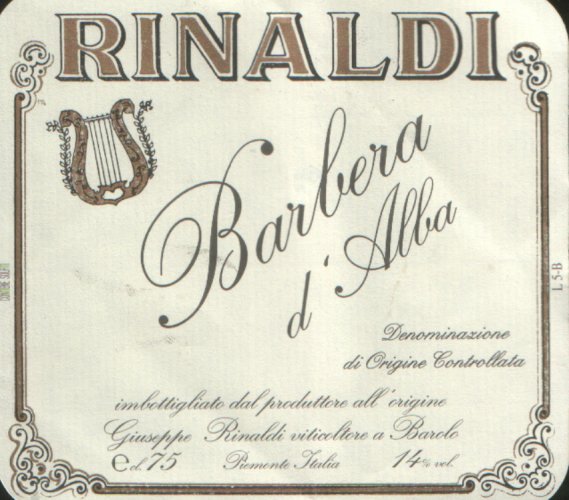 RINALDI
Barbera
d'Alba
Denominazione
di Origine Controllata
imbottigliato dal produttore all'origine
Giuseppe Rinaldi viticoltore a Barolo
e cl. 75 Piemonte Italia 14% vol.
L 5-B